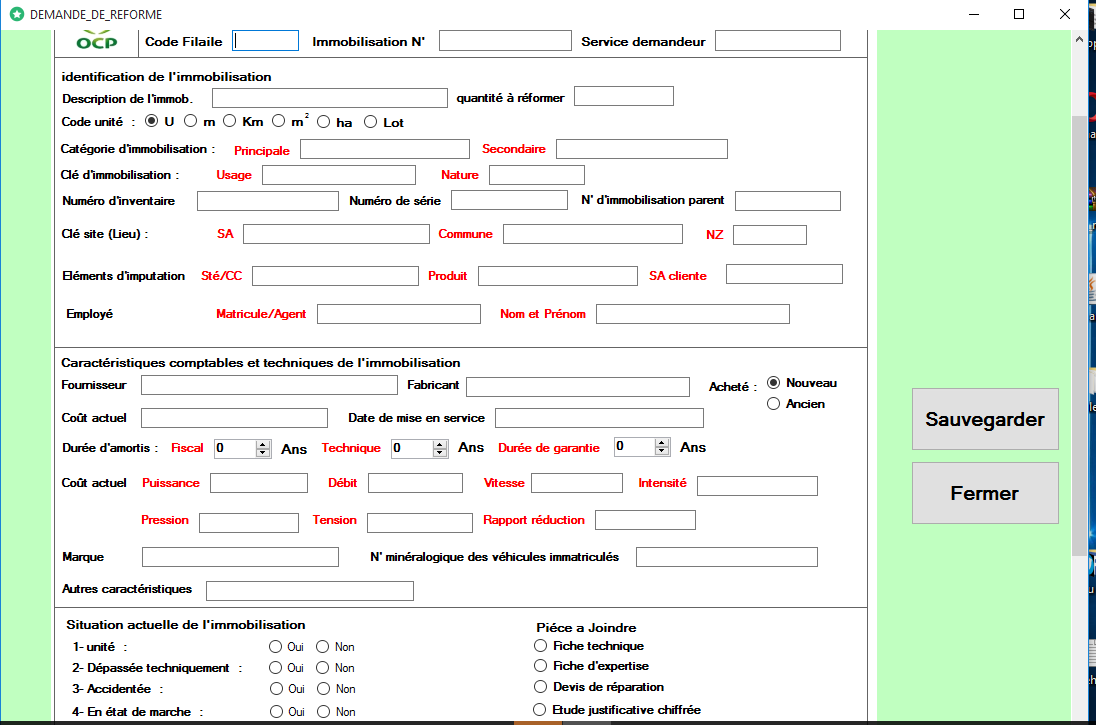 DEMANDE_DE_REFORME
OCP Code Filaile Immobilisation N° Service demandeur
identification de l'immobilisation
Description de l'immob. quantité à réformer
Code unité : U m Km m² ha Lot
Catégorie d'immobilisation : Principale Secondaire
Clé d'immobilisation : Usage Nature
Numéro d'inventaire Numéro de série N° d'immobilisation parent
Clé site (Lieu) : SA Commune NZ
Eléments d'imputation Sté/CC Produit SA cliente
Employé Matricule/Agent Nom et Prénom
Caractéristiques comptables et techniques de l'immobilisation
Fournisseur Fabricant Acheté : Nouveau
Ancien
Coût actuel Date de mise en service
Durée d'amortis : Fiscal 0 Ans Technique 0 Ans Durée de garantie 0 Ans
Coût actuel Puissance Débit Vitesse Intensité
Pression Tension Rapport réduction
Marque N° minéralogique des véhicules immatriculés
Autres caractéristiques
Sauvegarder
Fermer
Situation actuelle de l'immobilisation
1- unité : Oui Non
2- Dépassée techniquement : Oui Non
3- Accidentée : Oui Non
4- En état de marche : Oui Non
Piéce a Joindre
Fiche technique
Fiche d'expertise
Devis de réparation
Etude justificative chiffrée